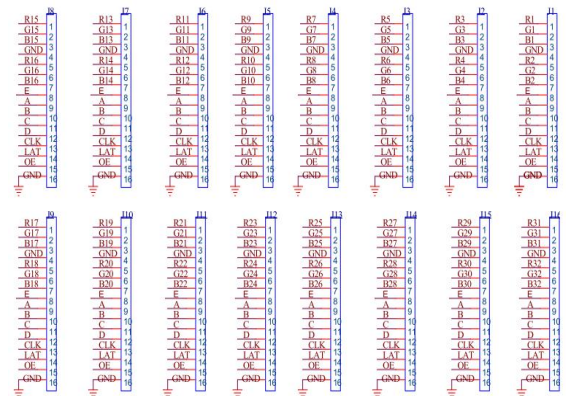 J8 J7 J6 J5 J4 J3 J2 J1
R15 1 R13 1 R11 1 R9 1 R7 1 R5 1 R3 1 R1 1
G15 2 G13 2 G11 2 G9 2 G7 2 G5 2 G3 2 G1 2
B15 3 B13 3 B11 3 B9 3 B7 3 B5 3 B3 3 B1 3
GND 4 GND 4 GND 4 GND 4 GND 4 GND 4 GND 4 GND 4
R16 5 R14 5 R12 5 R10 5 R8 5 R6 5 R4 5 R2 5
G16 6 G14 6 G12 6 G10 6 G8 6 G6 6 G4 6 G2 6
B16 7 B14 7 B12 7 B10 7 B8 7 B6 7 B4 7 B2 7
E 8 E 8 E 8 E 8 E 8 E 8 E 8 E 8
A 9 A 9 A 9 A 9 A 9 A 9 A 9 A 9
B 10 B 10 B 10 B 10 B 10 B 10 B 10 B 10
C 11 C 11 C 11 C 11 C 11 C 11 C 11 C 11
D 12 D 12 D 12 D 12 D 12 D 12 D 12 D 12
CLK 13 CLK 13 CLK 13 CLK 13 CLK 13 CLK 13 CLK 13 CLK 13
LAT 14 LAT 14 LAT 14 LAT 14 LAT 14 LAT 14 LAT 14 LAT 14
OE 15 OE 15 OE 15 OE 15 OE 15 OE 15 OE 15 OE 15
GND 16 GND 16 GND 16 GND 16 GND 16 GND 16 GND 16 GND 16
J9 J10 J11 J12 J13 J14 J15 J16
R17 1 R19 1 R21 1 R23 1 R25 1 R27 1 R29 1 R31 1
G17 2 G19 2 G21 2 G23 2 G25 2 G27 2 G29 2 G31 2
B17 3 B19 3 B21 3 B23 3 B25 3 B27 3 B29 3 B31 3
GND 4 GND 4 GND 4 GND 4 GND 4 GND 4 GND 4 GND 4
R18 5 R20 5 R22 5 R24 5 R26 5 R28 5 R30 5 R32 5
G18 6 G20 6 G22 6 G24 6 G26 6 G28 6 G30 6 G32 6
B18 7 B20 7 B22 7 B24 7 B26 7 B28 7 B30 7 B32 7
E 8 E 8 E 8 E 8 E 8 E 8 E 8 E 8
A 9 A 9 A 9 A 9 A 9 A 9 A 9 A 9
B 10 B 10 B 10 B 10 B 10 B 10 B 10 B 10
C 11 C 11 C 11 C 11 C 11 C 11 C 11 C 11
D 12 D 12 D 12 D 12 D 12 D 12 D 12 D 12
CLK 13 CLK 13 CLK 13 CLK 13 CLK 13 CLK 13 CLK 13 CLK 13
LAT 14 LAT 14 LAT 14 LAT 14 LAT 14 LAT 14 LAT 14 LAT 14
OE 15 OE 15 OE 15 OE 15 OE 15 OE 15 OE 15 OE 15
GND 16 GND 16 GND 16 GND 16 GND 16 GND 16 GND 16 GND 16